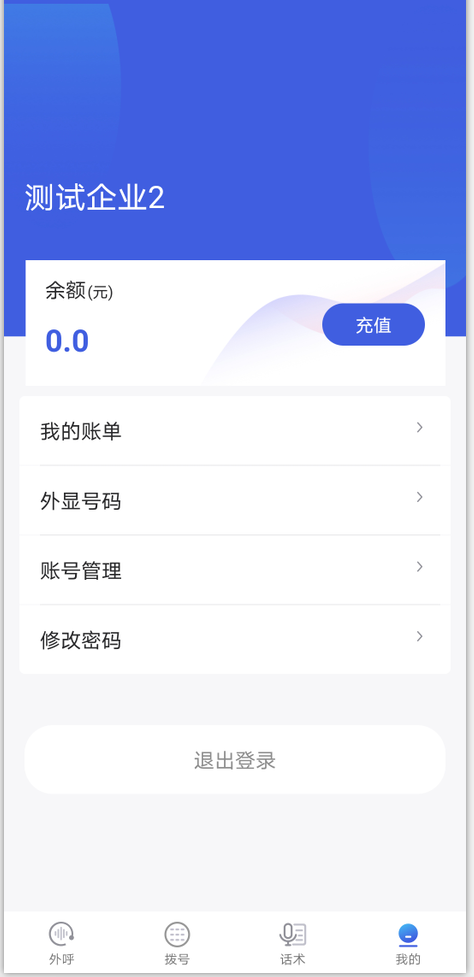 测试企业2
余额(元)
0.0
充值
我的账单
外显号码
账号管理
修改密码
退出登录
外呼 拨号 话术 我的